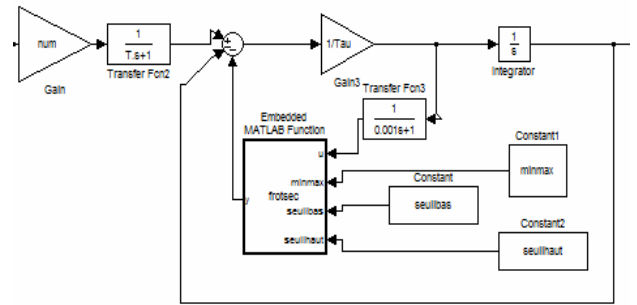 num
Gain
1
T.s+1
Transfer Fcn2
+
-
-
1/Tau
Gain3
1
s
Integrator
Transfer Fcn3
1
0.001s+1
Embedded
MATLAB Function
u
minmax
seuilbas
seuilhaut
frotsec
y
Constant1
minmax
Constant
seuilbas
Constant2
seuilhaut